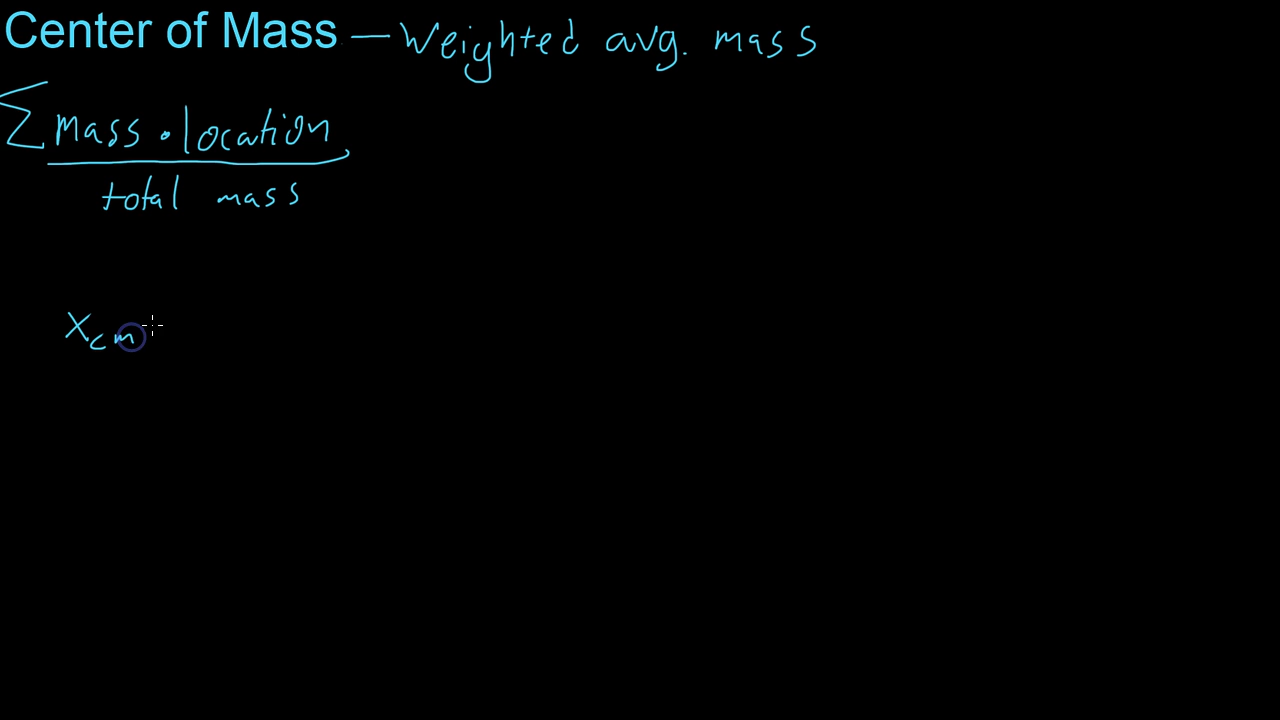 Center of Mass — Weighted avg. mass
Σ mass • location
total mass
Xcm